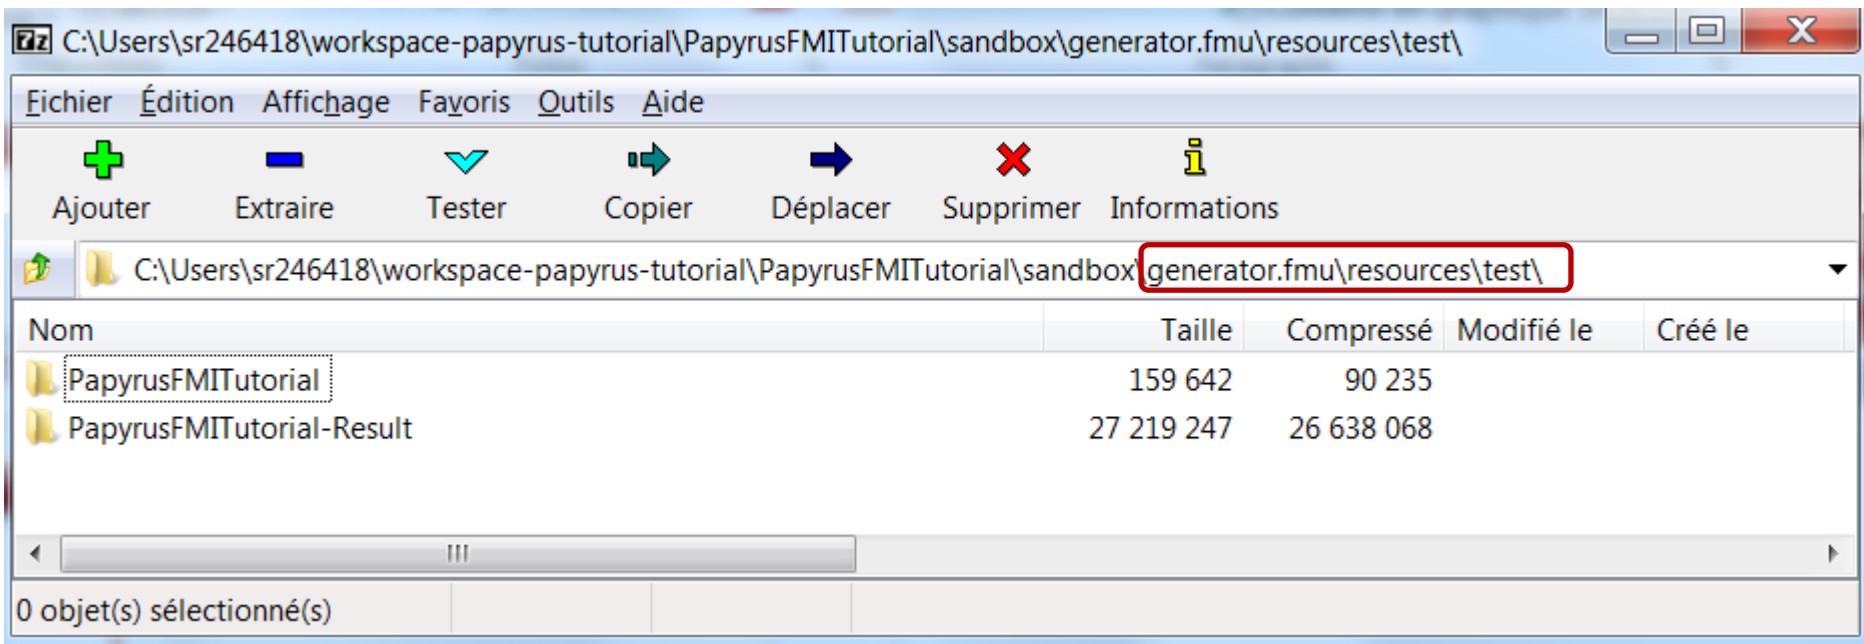 7z C:\Users\sr246418\workspace-papyrus-tutorial\PapyrusFMITutorial\sandbox\generator.fmu\resources\test\
Fichier Édition Affichage Favoris Outils Aide
Ajouter Extraire Tester Copier Déplacer Supprimer Informations
C:\Users\sr246418\workspace-papyrus-tutorial\PapyrusFMITutorial\sandbox\generator.fmu\resources\test\
Nom Taille Compressé Modifié le Créé le
PapyrusFMITutorial 159 642 90 235
PapyrusFMITutorial-Result 27 219 247 26 638 068
0 objet(s) sélectionné(s)